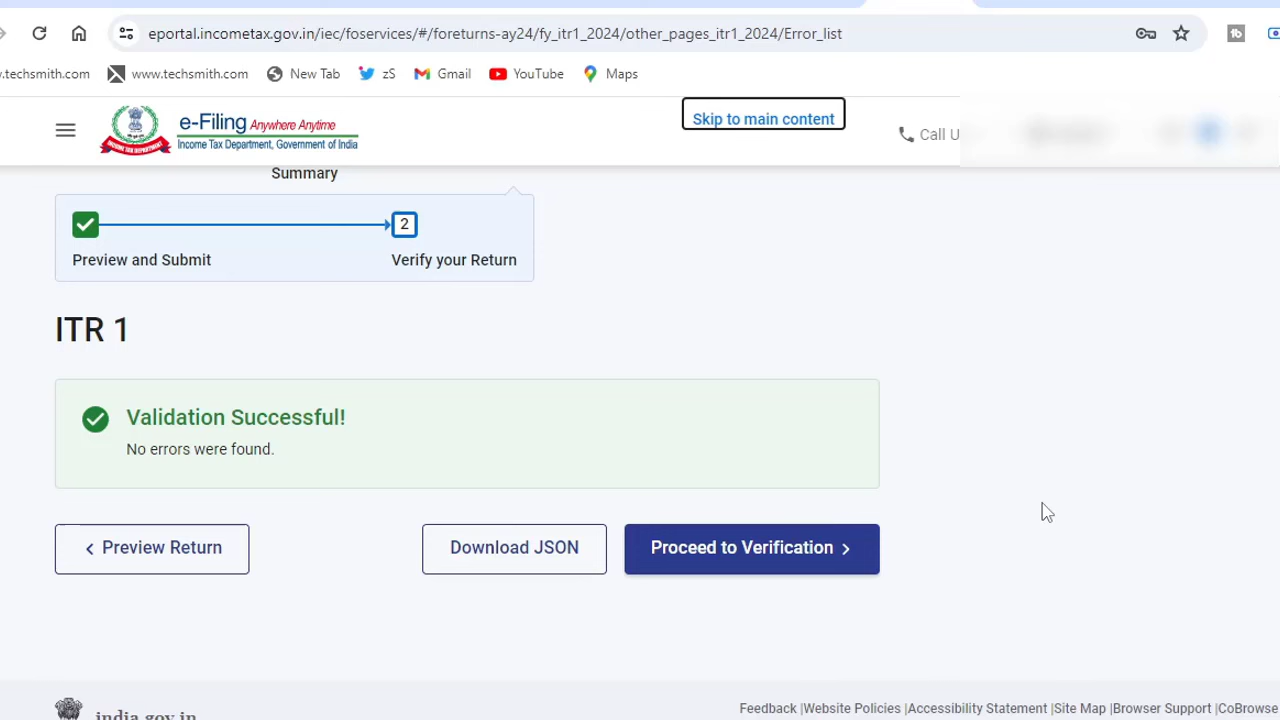 eportal.incometax.gov.in/iec/foservices/#/foreturns-ay24/fy_itr1_2024/other_pages_itr1_2024/Error_list
.techsmith.com www.techsmith.com New Tab zS Gmail YouTube Maps
e-Filing Anywhere Anytime
Income Tax Department, Government of India
Skip to main content
Call U
INCOME TAX DEPARTMENT
Summary
2
Preview and Submit Verify your Return
ITR 1
Validation Successful!
No errors were found.
Preview Return Download JSON Proceed to Verification
Feedback |Website Policies |Accessibility Statement |Site Map |Browser Support |CoBrowse
india.gov.in